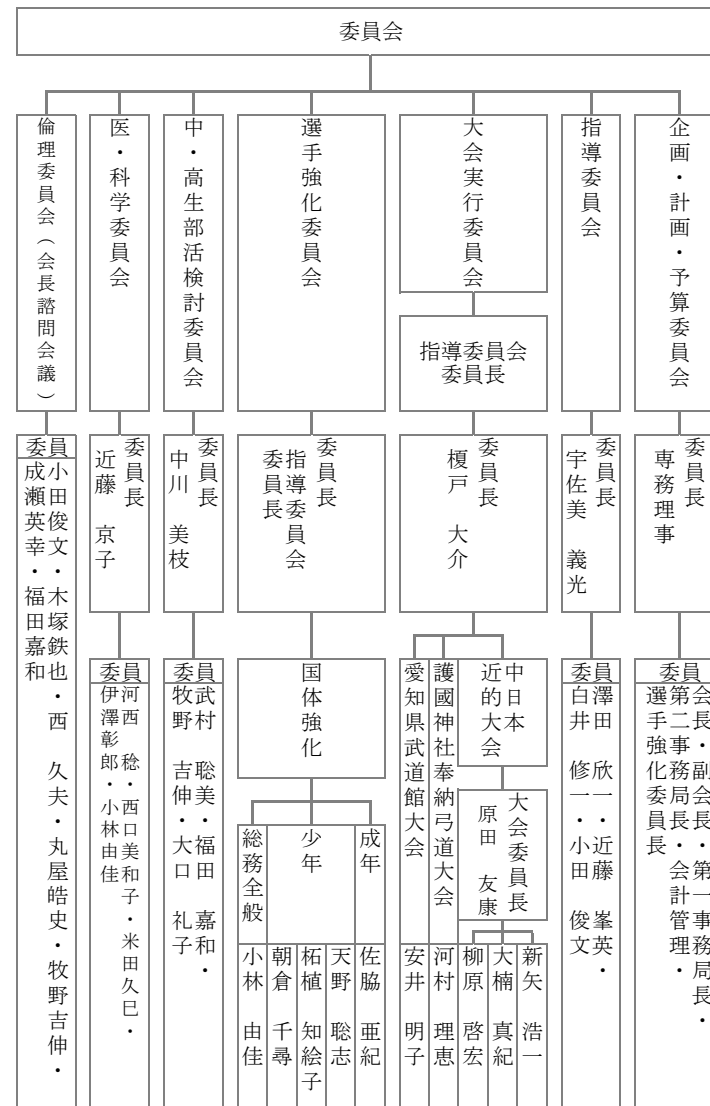 委員会
企画・計画・予算委員会
委員長
専務理事
委員
会長・副会長・第一事務局長・
第二事務局長・会計管理・
選手強化委員長
指導委員会
委員長
宇佐美 義光
委員
澤田 欣一・近藤 峯英・
白井 修一・小田 俊文
大会実行委員会
指導委員会
委員長
委員長
榎戸 大介
中日本
近的大会
大会委員長
原田 友康
新矢 浩一
大楠 真紀
柳原 啓宏
護國神社奉納弓道大会
河村 理恵
愛知県武道館大会
安井 明子
選手強化委員会
委員長
指導委員会
委員長
国体強化
成年
佐脇 亜紀
少年
天野 聡志
柘植 知絵子
朝倉 千尋
総務全般
小林 由佳
中・高生部活検討委員会
委員長
中川 美枝
委員
武村 聡美・福田 嘉和・
牧野 吉伸・大口 礼子
医・科学委員会
委員長
近藤 京子
委員
河西 稔・西口美和子・米田久巳・
伊澤彰郎・小林由佳
倫理委員会（会長諮問会議）
委員
小田俊文・木塚鉄也・西 久夫・丸屋皓史・牧野吉伸・
成瀬英幸・福田嘉和